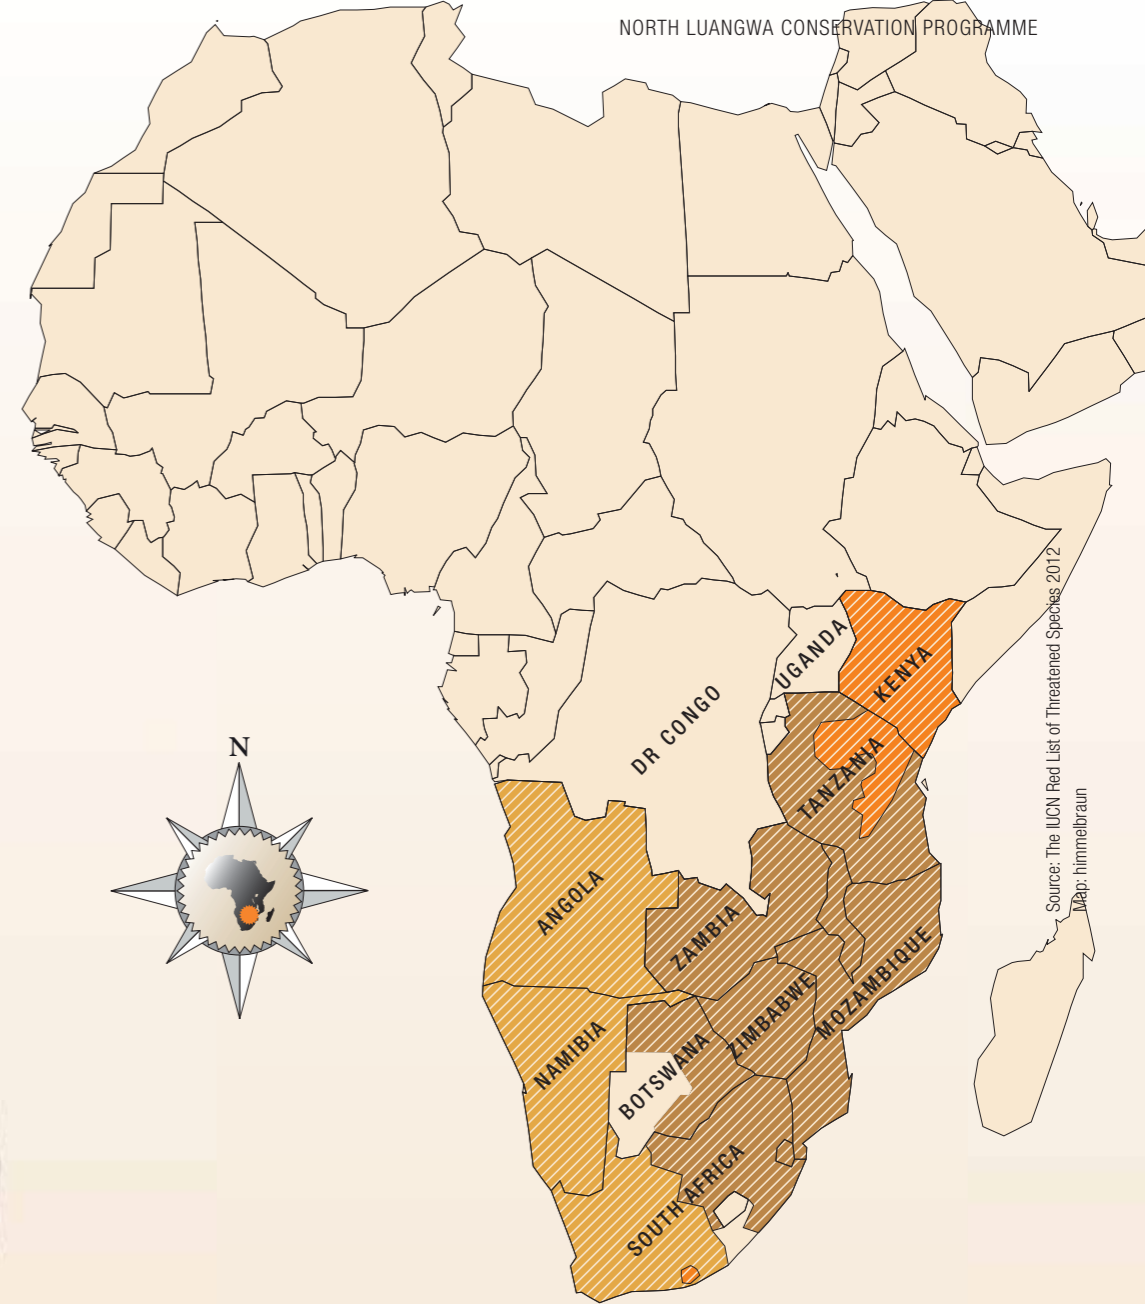 NORTH LUANGWA CONSERVATION PROGRAMME
UGANDA
KENYA
DR CONGO
TANZANIA
N
ANGOLA
ZAMBIA
MOZAMBIQUE
ZIMBABWE
NAMIBIA
BOTSWANA
SOUTH AFRICA
Source: The IUCN Red List of Threatened Species 2012
Map: himmelbraun